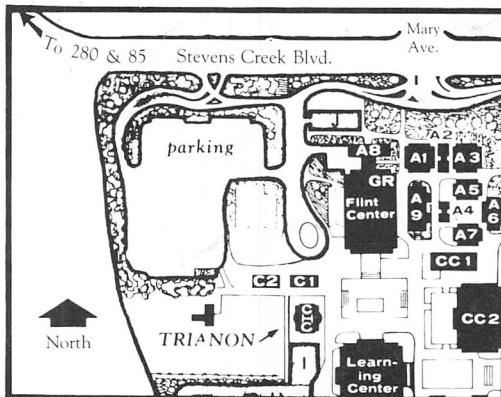 To 280 & 85
Stevens Creek Blvd.
Mary
Ave.
parking
A2
A8
A1
A3
GR
Flint
Center
A
9
A5
A4
A
6
A7
CC1
C2
C1
C
C
CC2
North
TRIANON
Learn-
ing
Center